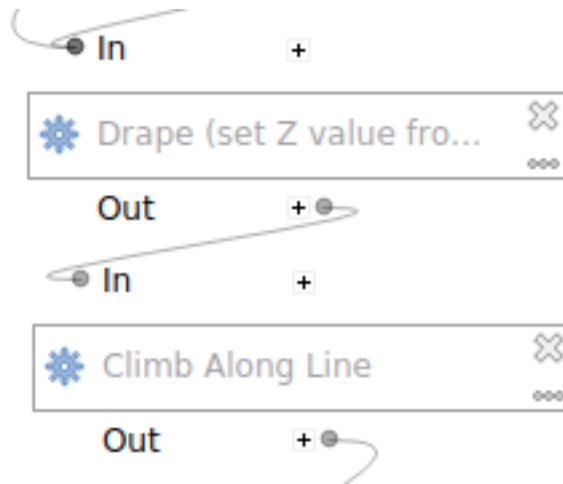 In +
Drape (set Z value fro...
Out +
In +
Climb Along Line
Out +